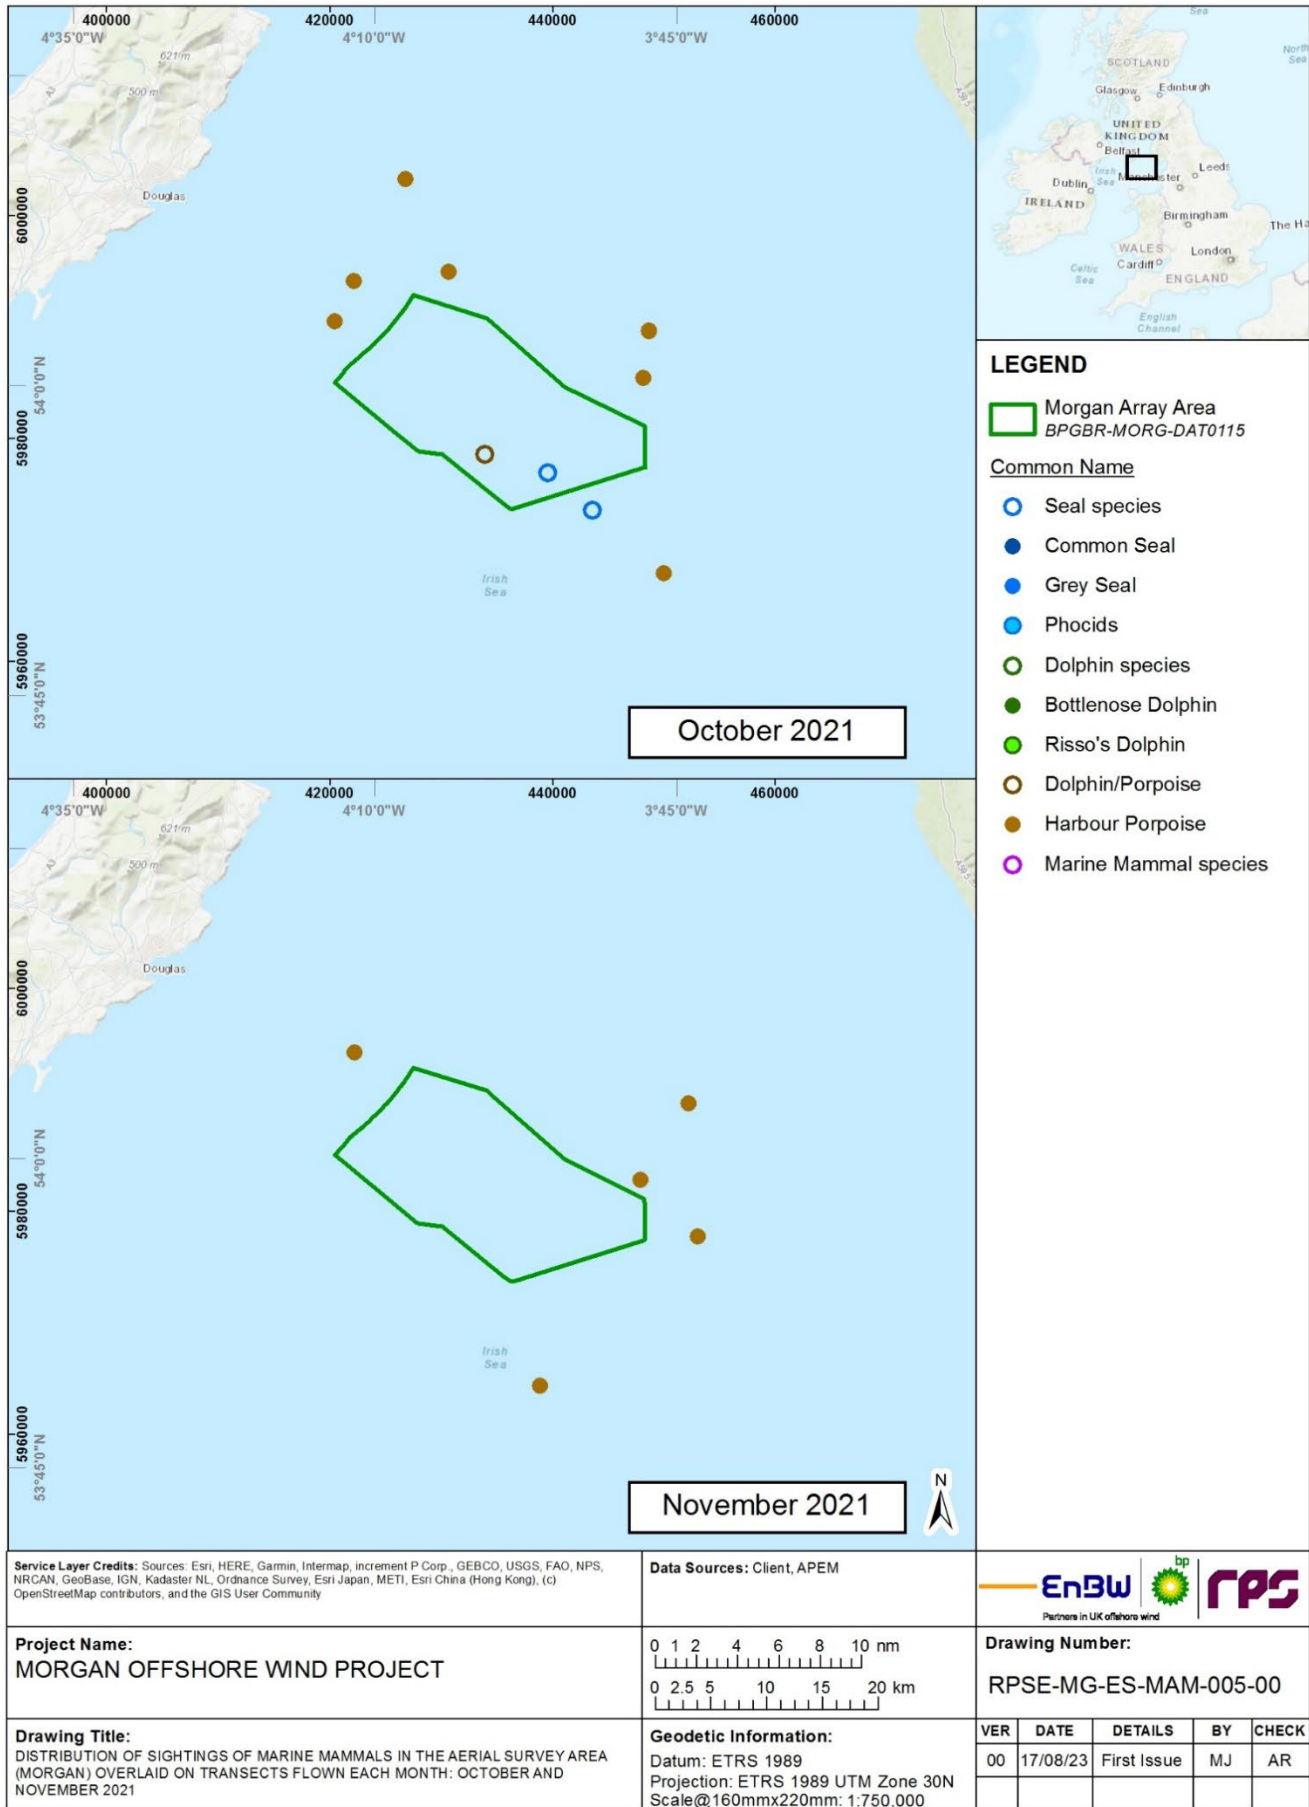 400000
420000
440000
460000
4°35'0"W
4°10'0"W
3°45'0"W
621m
500 m
A3
A595
Douglas
6000000
54°0'0"N
5980000
Irish
Sea
5960000
53°45'0"N
October 2021
400000
420000
440000
460000
4°35'0"W
4°10'0"W
3°45'0"W
621m
500 m
A3
A595
Douglas
6000000
54°0'0"N
5980000
Irish
Sea
5960000
53°45'0"N
November 2021
N
Sea
North
Sea
SCOTLAND
Glasgow
Edinburgh
UNITED
KINGDOM
Belfast
Irish
Sea
Manchester
Leeds
Dublin
IRELAND
Birmingham
The Ha
WALES
London
Cardiff
Celtic
Sea
ENGLAND
English
Channel
LEGEND
Morgan Array Area
BPGBR-MORG-DAT0115
Common Name
Seal species
Common Seal
Grey Seal
Phocids
Dolphin species
Bottlenose Dolphin
Risso's Dolphin
Dolphin/Porpoise
Harbour Porpoise
Marine Mammal species
Service Layer Credits: Sources: Esri, HERE, Garmin, Intermap, increment P Corp., GEBCO, USGS, FAO, NPS,
NRCAN, GeoBase, IGN, Kadaster NL, Ordnance Survey, Esri Japan, METI, Esri China (Hong Kong), (c)
OpenStreetMap contributors, and the GIS User Community
Data Sources: Client, APEM
EnBW
bp
rps
Partners in UK offshore wind
Project Name:
MORGAN OFFSHORE WIND PROJECT
0 1 2 4 6 8 10 nm
0 2.5 5 10 15 20 km
Drawing Number:
RPSE-MG-ES-MAM-005-00
Drawing Title:
DISTRIBUTION OF SIGHTINGS OF MARINE MAMMALS IN THE AERIAL SURVEY AREA
(MORGAN) OVERLAID ON TRANSECTS FLOWN EACH MONTH: OCTOBER AND
NOVEMBER 2021
Geodetic Information:
Datum: ETRS 1989
Projection: ETRS 1989 UTM Zone 30N
Scale@160mmx220mm: 1:750,000
VER DATE DETAILS BY CHECK
00 17/08/23 First Issue MJ AR